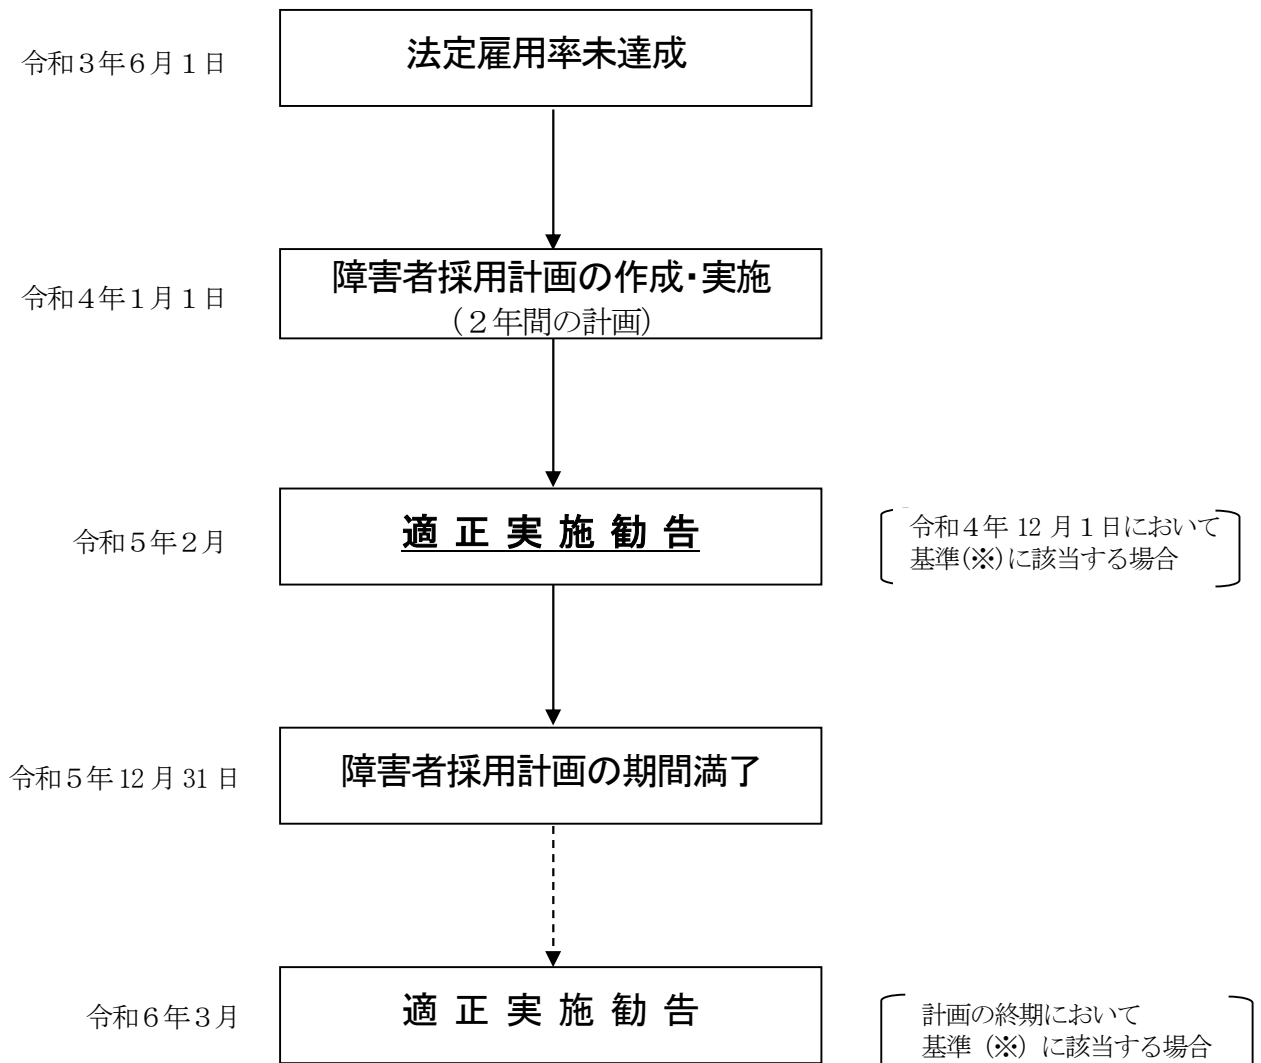 令和３年６月１日
法定雇用率未達成
令和４年１月１日
障害者採用計画の作成・実施
（２年間の計画）
令和５年２月
適 正 実 施 勧 告
令和４年 12 月１日において
基準(※)に該当する場合
令和５年 12 月 31 日
障害者採用計画の期間満了
令和６年３月
適 正 実 施 勧 告
計画の終期において
基準（※）に該当する場合